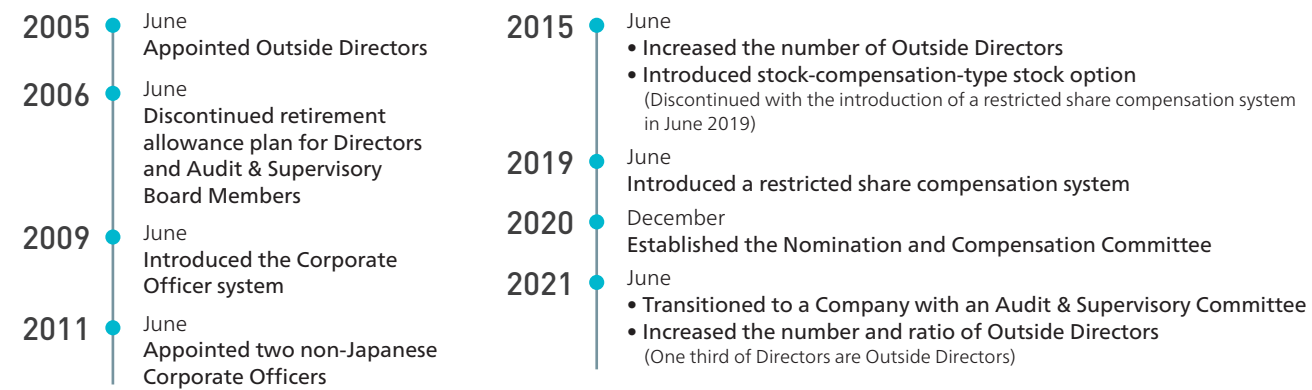 2005
June
Appointed Outside Directors
2006
June
Discontinued retirement
allowance plan for Directors
and Audit & Supervisory
Board Members
2009
June
Introduced the Corporate
Officer system
2011
June
Appointed two non-Japanese
Corporate Officers
2015
June
• Increased the number of Outside Directors
• Introduced stock-compensation-type stock option
(Discontinued with the introduction of a restricted share compensation system
in June 2019)
2019
June
Introduced a restricted share compensation system
2020
December
Established the Nomination and Compensation Committee
2021
June
• Transitioned to a Company with an Audit & Supervisory Committee
• Increased the number and ratio of Outside Directors
(One third of Directors are Outside Directors)